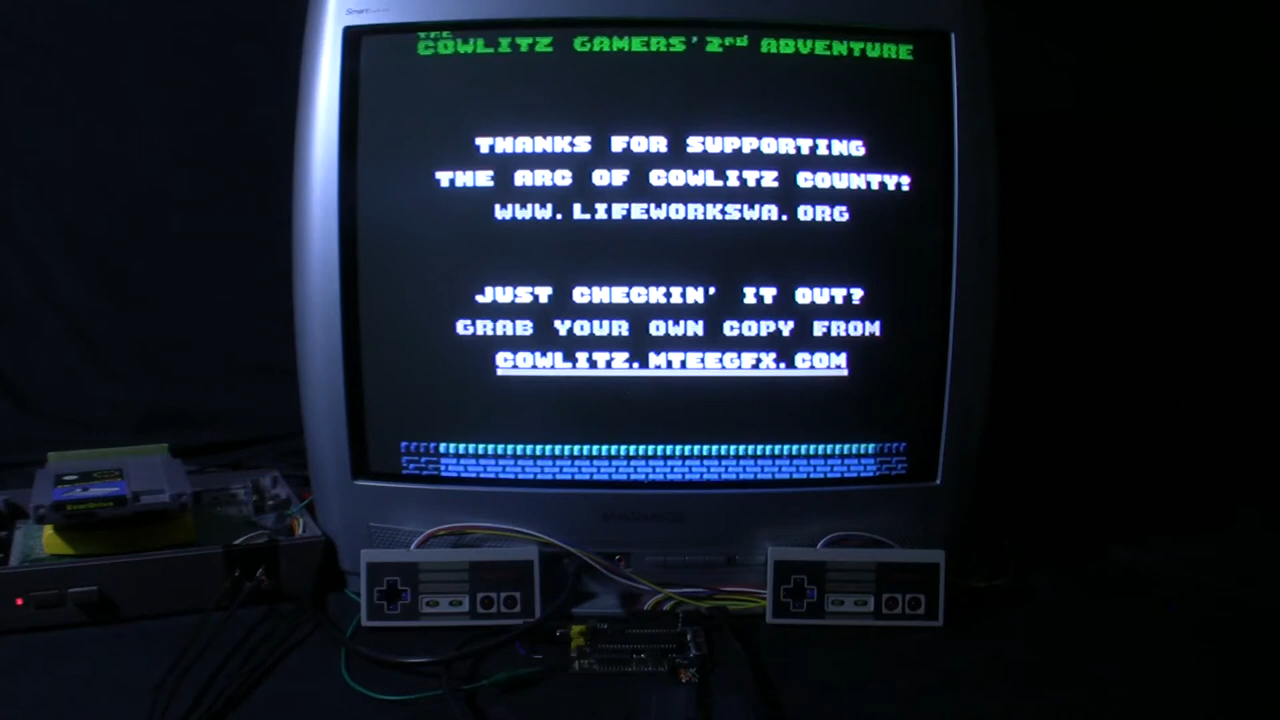 THE
COWLITZ GAMERS' 2nd ADVENTURE
THANKS FOR SUPPORTING
THE ARC OF COWLITZ COUNTY!
WWW.LIFEWORKSWA.ORG
JUST CHECKIN' IT OUT?
GRAB YOUR OWN COPY FROM
COWLITZ.MTEEGFX.COM
EverDrive